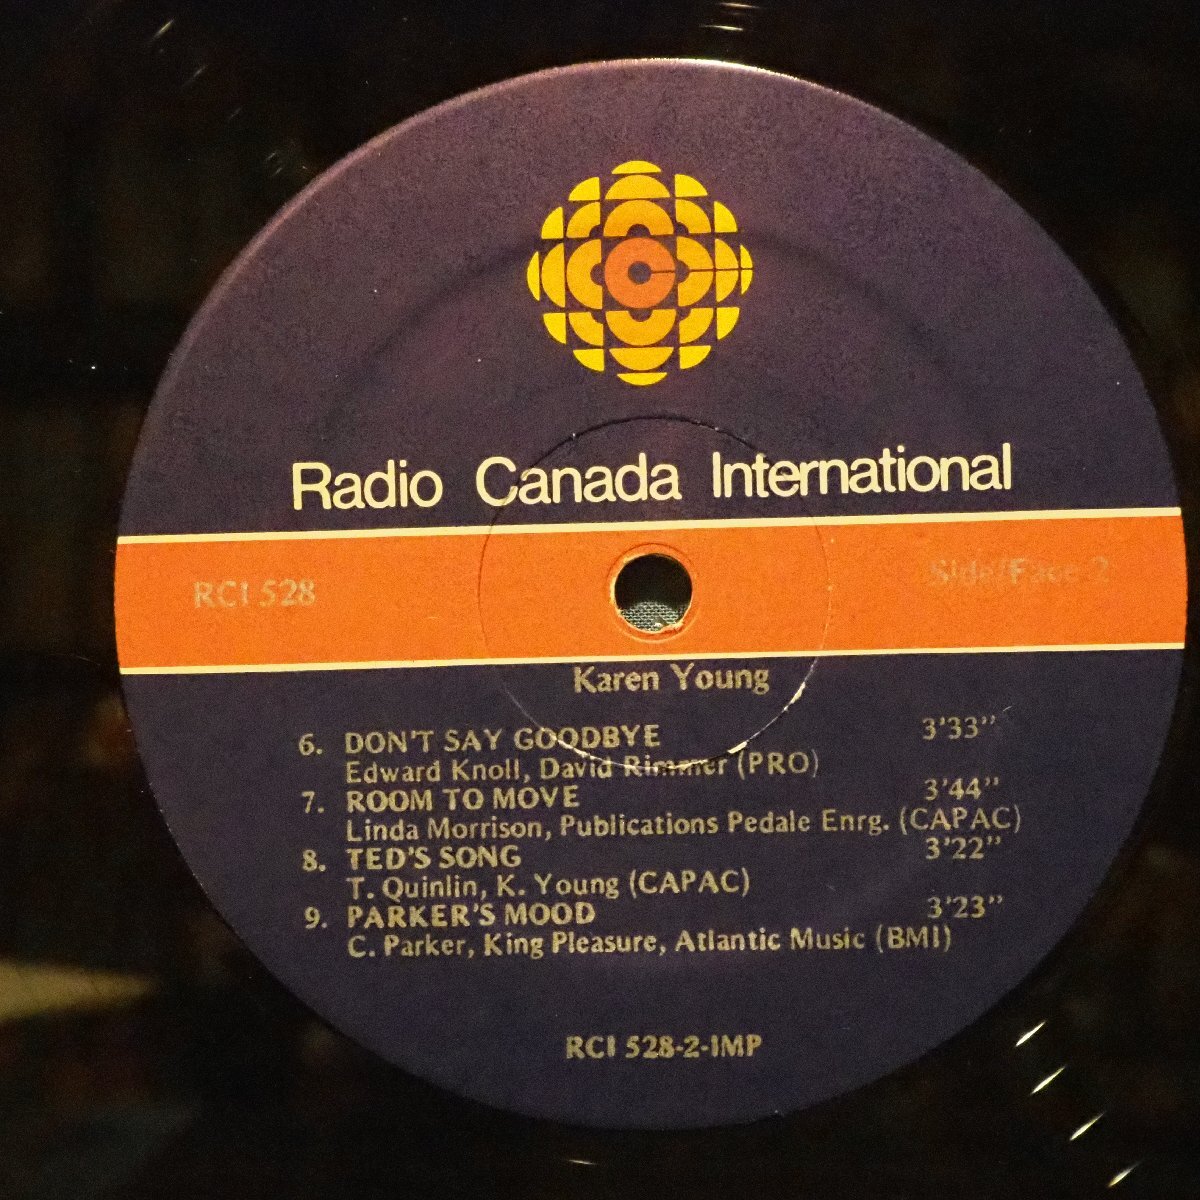 Radio Canada International
RCI 528 Side/Face 2
Karen Young
6. DON'T SAY GOODBYE 3'33"
Edward Knoll, David Rimmer (PRO)
7. ROOM TO MOVE 3'44"
Linda Morrison, Publications Pedale Enrg. (CAPAC)
8. TED'S SONG 3'22"
T. Quinlin, K. Young (CAPAC)
9. PARKER'S MOOD 3'23"
C. Parker, King Pleasure, Atlantic Music (BMI)
RCI 528-2-IMP